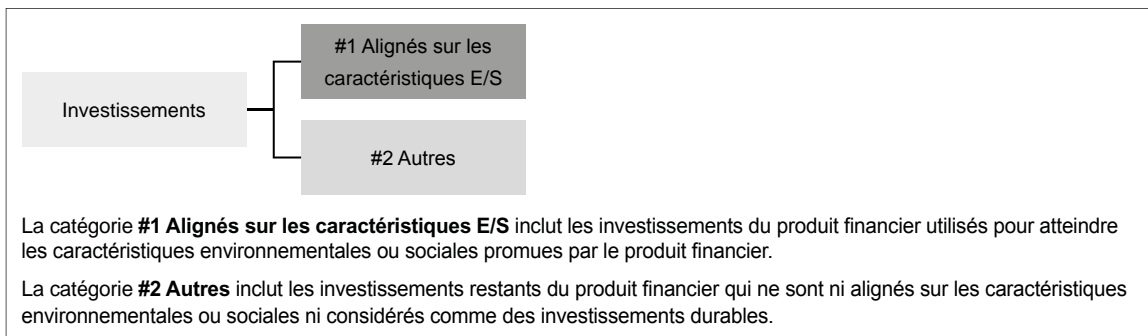 #1 Alignés sur les
caractéristiques E/S
Investissements
#2 Autres
La catégorie #1 Alignés sur les caractéristiques E/S inclut les investissements du produit financier utilisés pour atteindre
les caractéristiques environnementales ou sociales promues par le produit financier.
La catégorie #2 Autres inclut les investissements restants du produit financier qui ne sont ni alignés sur les caractéristiques
environnementales ou sociales ni considérés comme des investissements durables.